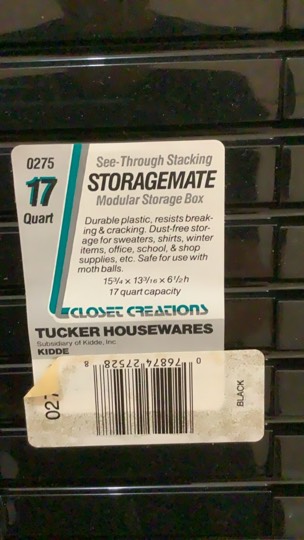 0275
17
Quart
See-Through Stacking
STORAGEMATE
Modular Storage Box
Durable plastic, resists break-
ing & cracking. Dust-free stor-
age for sweaters, shirts, winter
items, office, school, & shop
supplies, etc. Safe for use with
moth balls.
15¾ x 13³/₁₆ x 6½h
17 quart capacity
CLOSET CREATIONS
TUCKER HOUSEWARES
Subsidiary of Kidde, Inc.
KIDDE
0 76874 27528 8
BLACK